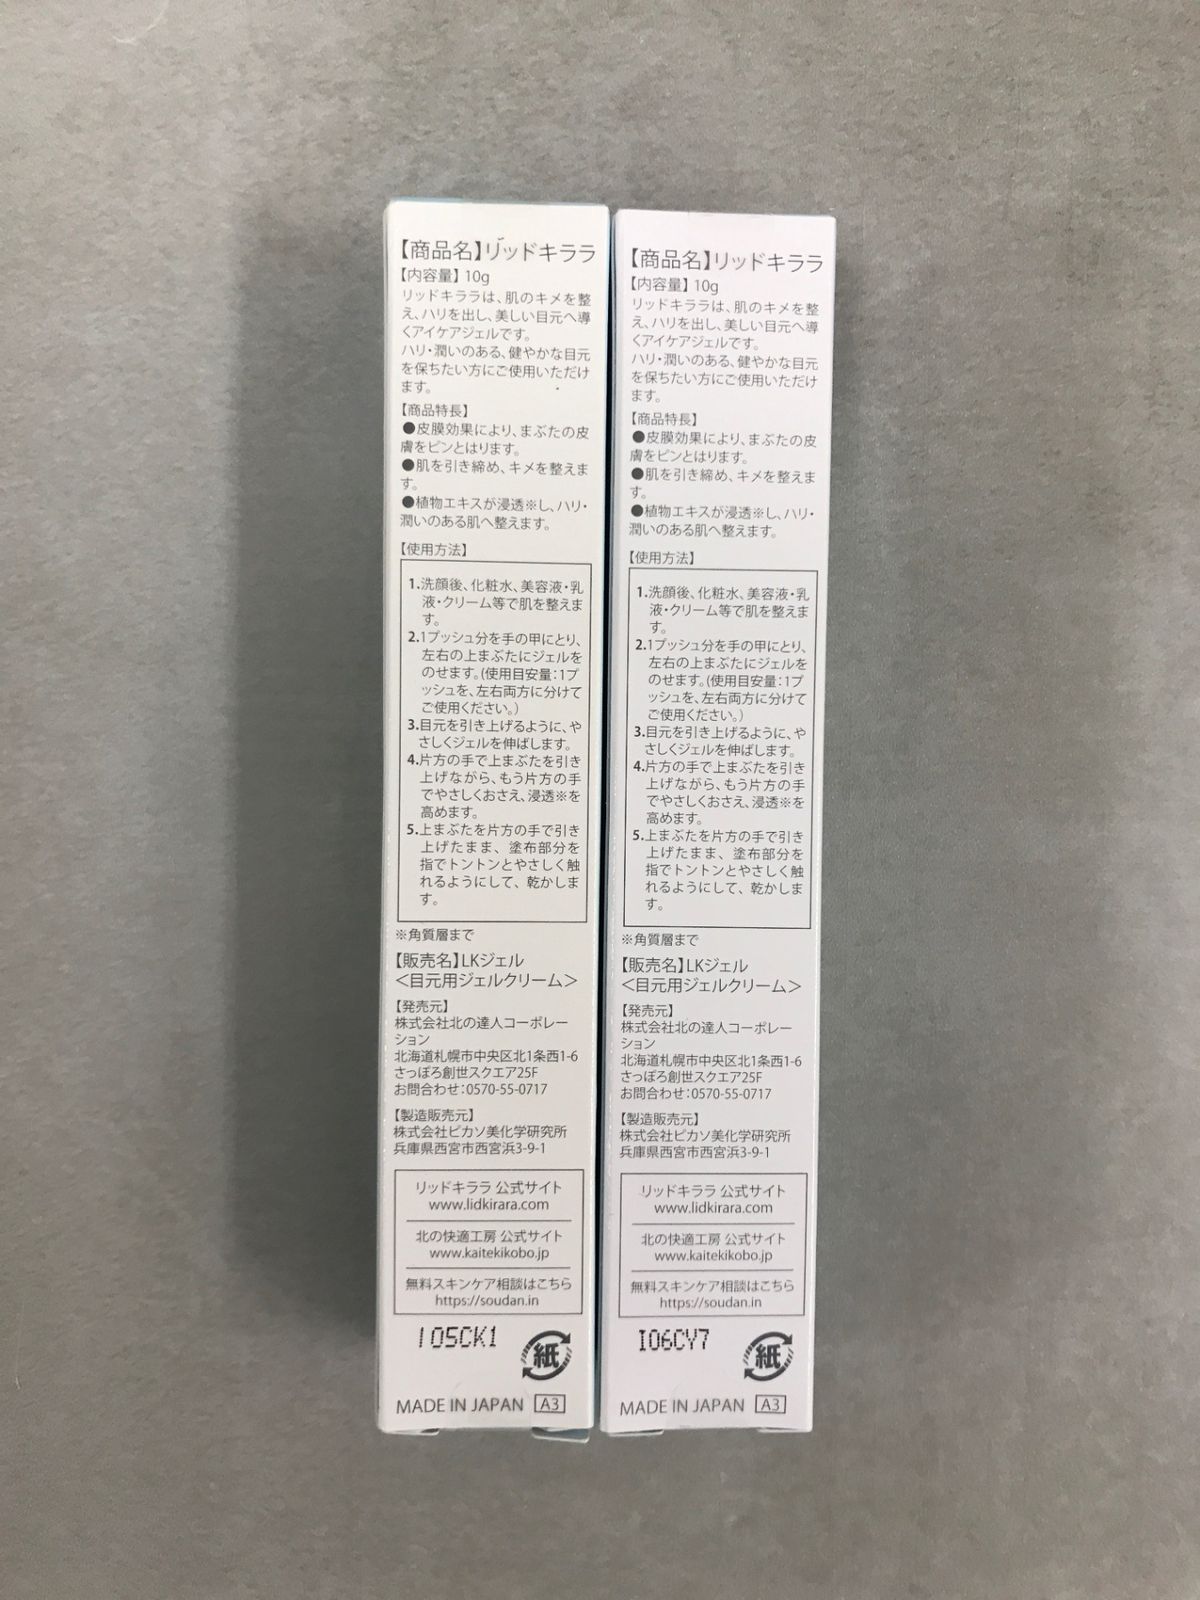 【商品名】リッドキララ
【内容量】10g
リッドキララは、肌のキメを整
え、ハリを出し、美しい目元へ導
くアイケアジェルです。
ハリ・潤いのある、健やかな目元
を保ちたい方にご使用いただけ
ます。
【商品特長】
●皮膜効果により、まぶたの皮
膚をピンとはります。
●肌を引き締め、キメを整えま
す。
●植物エキスが浸透※し、ハリ・
潤いのある肌へ整えます。
【使用方法】
1.洗顔後、化粧水、美容液・乳
液・クリーム等で肌を整えま
す。
2.1プッシュ分を手の甲にとり、
左右の上まぶたにジェルを
のせます。(使用目安量:1プ
ッシュを、左右両方に分けて
ご使用ください。)
3.目元を引き上げるように、や
さしくジェルを伸ばします。
4.片方の手で上まぶたを引き
上げながら、もう片方の手
でやさしくおさえ、浸透※を
高めます。
5.上まぶたを片方の手で引き
上げたまま、塗布部分を
指でトントンとやさしく触
れるようにして、乾かしま
す。
※角質層まで
【販売名】LKジェル
<目元用ジェルクリーム>
【発売元】
株式会社北の達人コーポレー
ション
北海道札幌市中央区北1条西1-6
さっぽろ創世スクエア25F
お問合わせ:0570-55-0717
【製造販売元】
株式会社ピカソ美化学研究所
兵庫県西宮市西宮浜3-9-1
リッドキララ 公式サイト
www.lidkirara.com
北の快適工房 公式サイト
www.kaitekikobo.jp
無料スキンケア相談はこちら
https://soudan.in
I05CK1
紙
MADE IN JAPAN A3
【商品名】リッドキララ
【内容量】10g
リッドキララは、肌のキメを整
え、ハリを出し、美しい目元へ導
くアイケアジェルです。
ハリ・潤いのある、健やかな目元
を保ちたい方にご使用いただけ
ます。
【商品特長】
●皮膜効果により、まぶたの皮
膚をピンとはります。
●肌を引き締め、キメを整えま
す。
●植物エキスが浸透※し、ハリ・
潤いのある肌へ整えます。
【使用方法】
1.洗顔後、化粧水、美容液・乳
液・クリーム等で肌を整えま
す。
2.1プッシュ分を手の甲にとり、
左右の上まぶたにジェルを
のせます。(使用目安量:1プ
ッシュを、左右両方に分けて
ご使用ください。)
3.目元を引き上げるように、や
さしくジェルを伸ばします。
4.片方の手で上まぶたを引き
上げながら、もう片方の手
でやさしくおさえ、浸透※を
高めます。
5.上まぶたを片方の手で引き
上げたまま、塗布部分を
指でトントンとやさしく触
れるようにして、乾かしま
す。
※角質層まで
【販売名】LKジェル
<目元用ジェルクリーム>
【発売元】
株式会社北の達人コーポレー
ション
北海道札幌市中央区北1条西1-6
さっぽろ創世スクエア25F
お問合わせ:0570-55-0717
【製造販売元】
株式会社ピカソ美化学研究所
兵庫県西宮市西宮浜3-9-1
リッドキララ 公式サイト
www.lidkirara.com
北の快適工房 公式サイト
www.kaitekikobo.jp
無料スキンケア相談はこちら
https://soudan.in
I06CY7
紙
MADE IN JAPAN A3